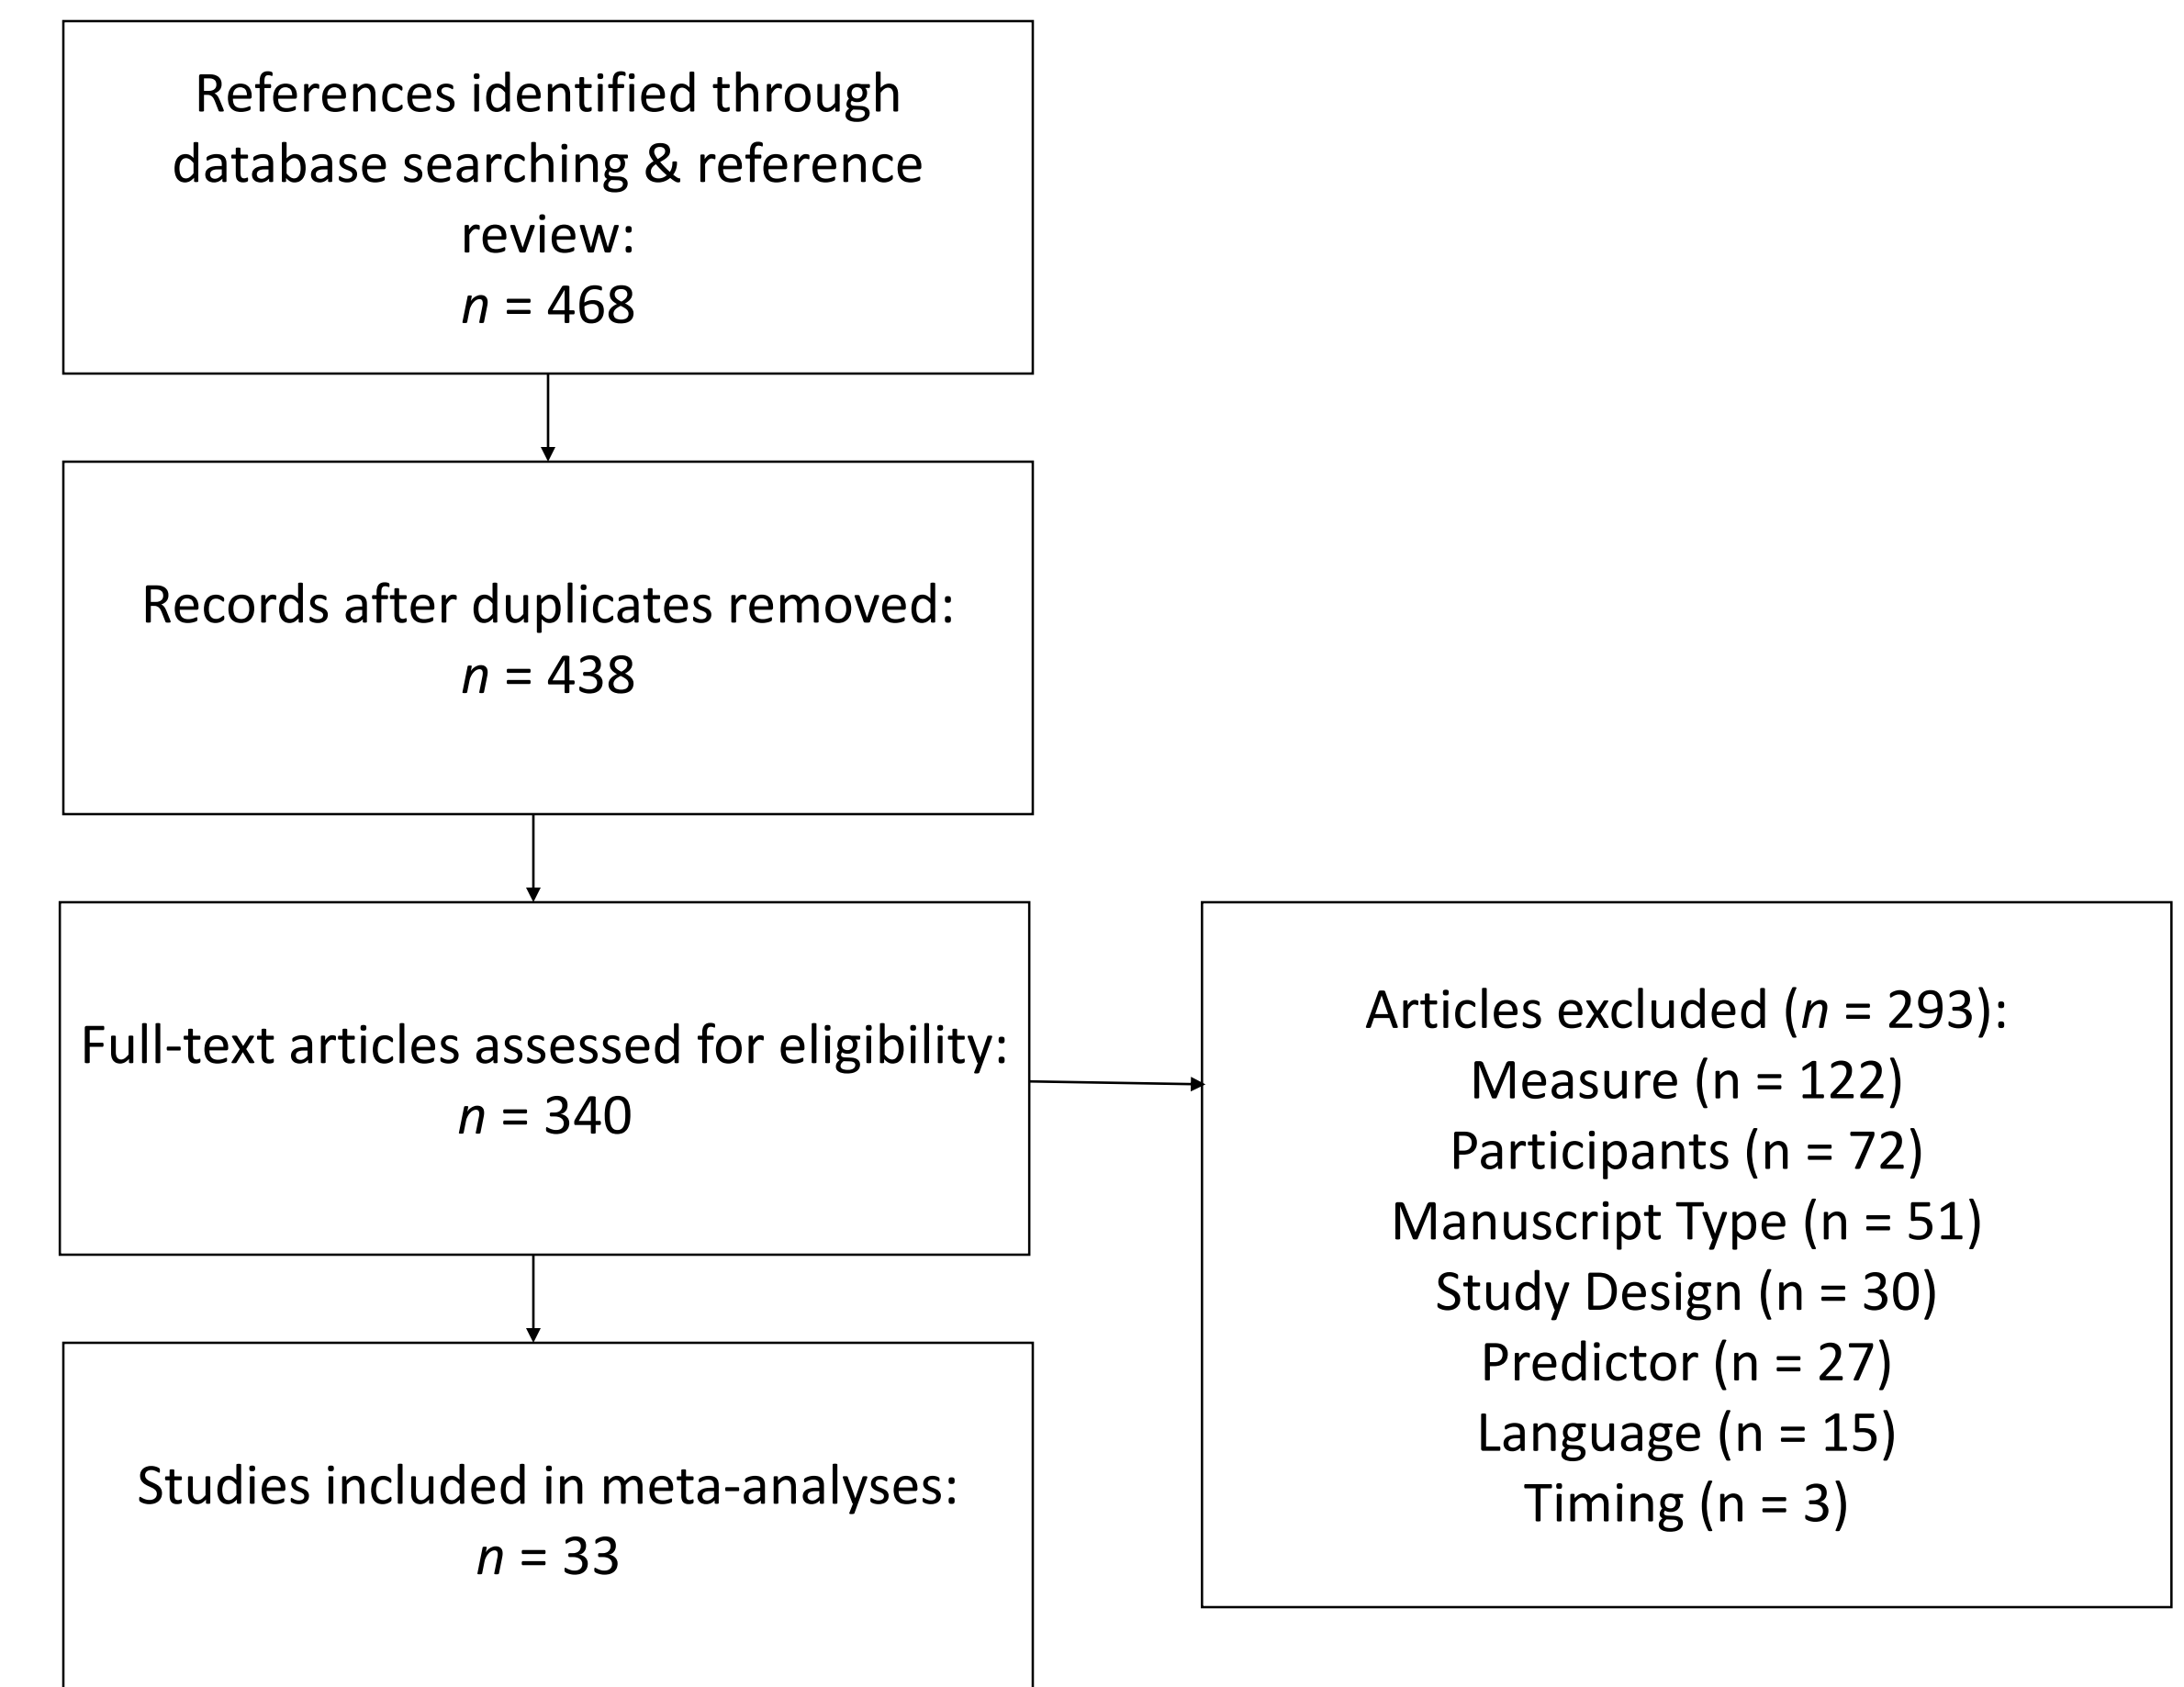 References identified through
database searching & reference
review:
n = 468
Records after duplicates removed:
n = 438
Full-text articles assessed for eligibility:
n = 340
Articles excluded (n = 293):
Measure (n = 122)
Participants (n = 72)
Manuscript Type (n = 51)
Study Design (n = 30)
Predictor (n = 27)
Language (n = 15)
Timing (n = 3)
Studies included in meta-analyses:
n = 33